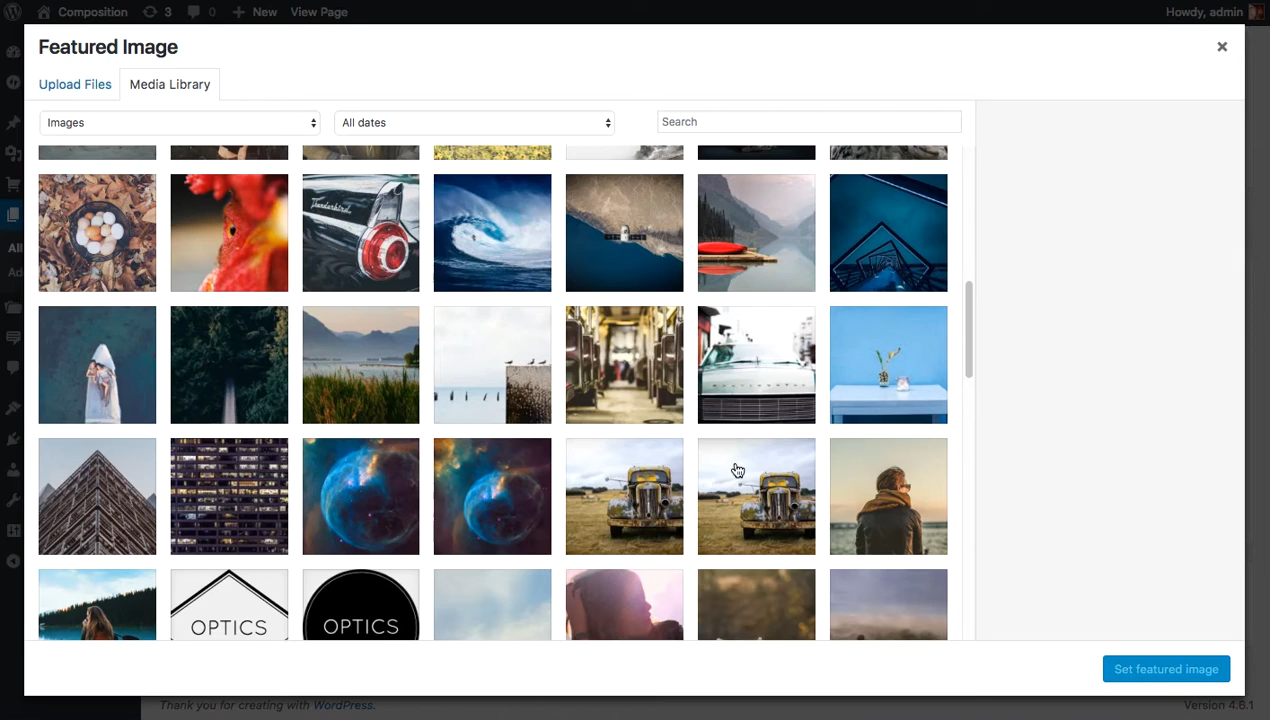 Composition 3 0 New View Page Howdy, admin
Featured Image
Upload Files Media Library
Images All dates Search
Thunderbird
OPTICS OPTICS
Set featured image
Thank you for creating with WordPress. Version 4.6.1